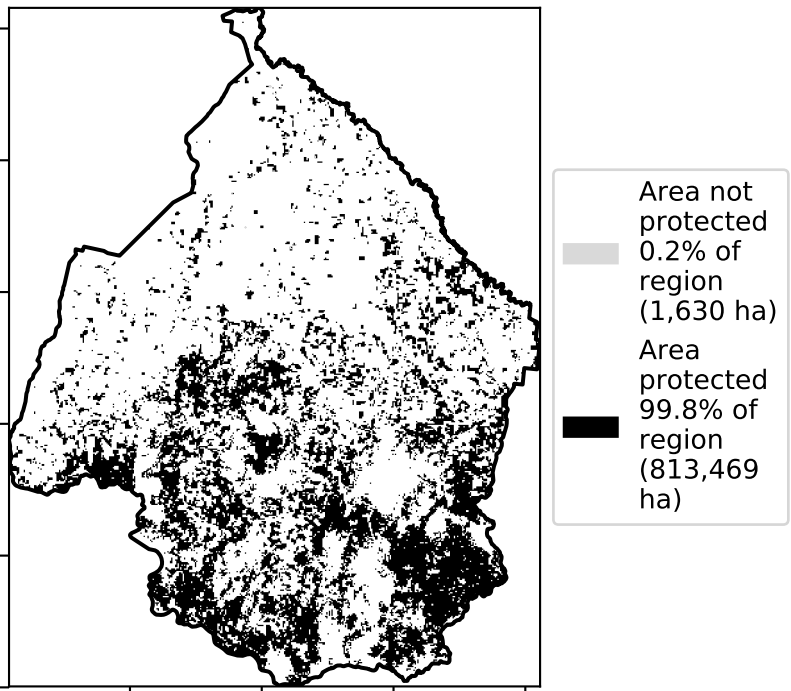 Area not
protected
0.2% of
region
(1,630 ha)
Area
protected
99.8% of
region
(813,469
ha)